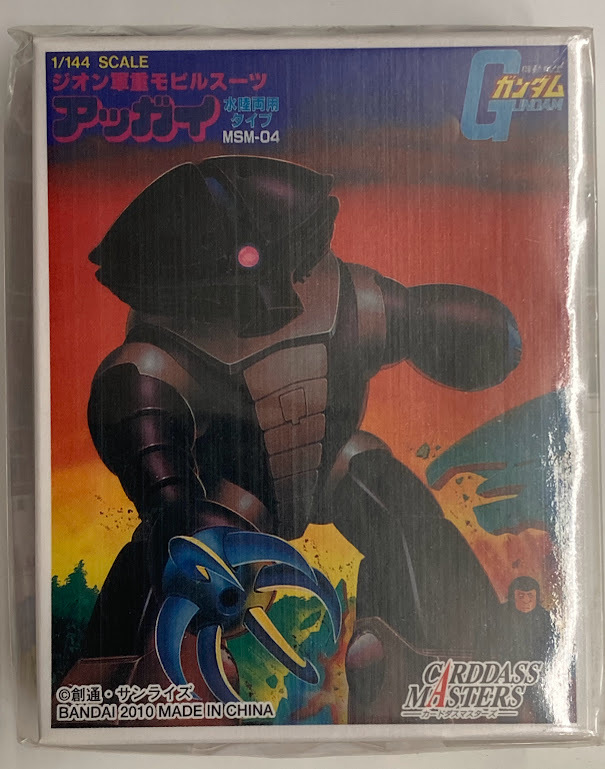 1/144 SCALE
ジオン軍重モビルスーツ
アッガイ
水陸両用
タイプ
MSM-04
機動戦士
ガンダム
GUNDAM
CARDDASS
MASTERS
カードダスマスターズ
©創通・サンライズ
BANDAI 2010 MADE IN CHINA